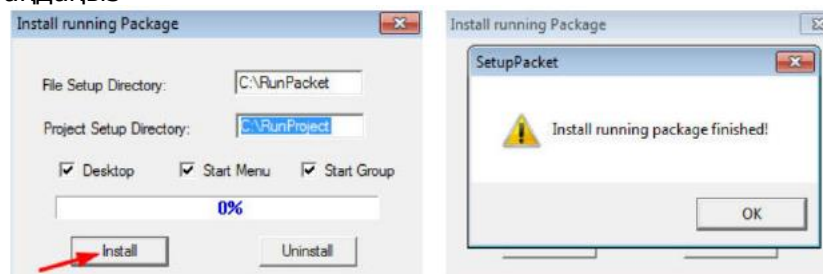 Install running Package
File Setup Directory: C:\RunPacket
Project Setup Directory: C:\RunProject
Desktop Start Menu Start Group
0%
Install Uninstall
Install running Package
SetupPacket
Install running package finished!
OK